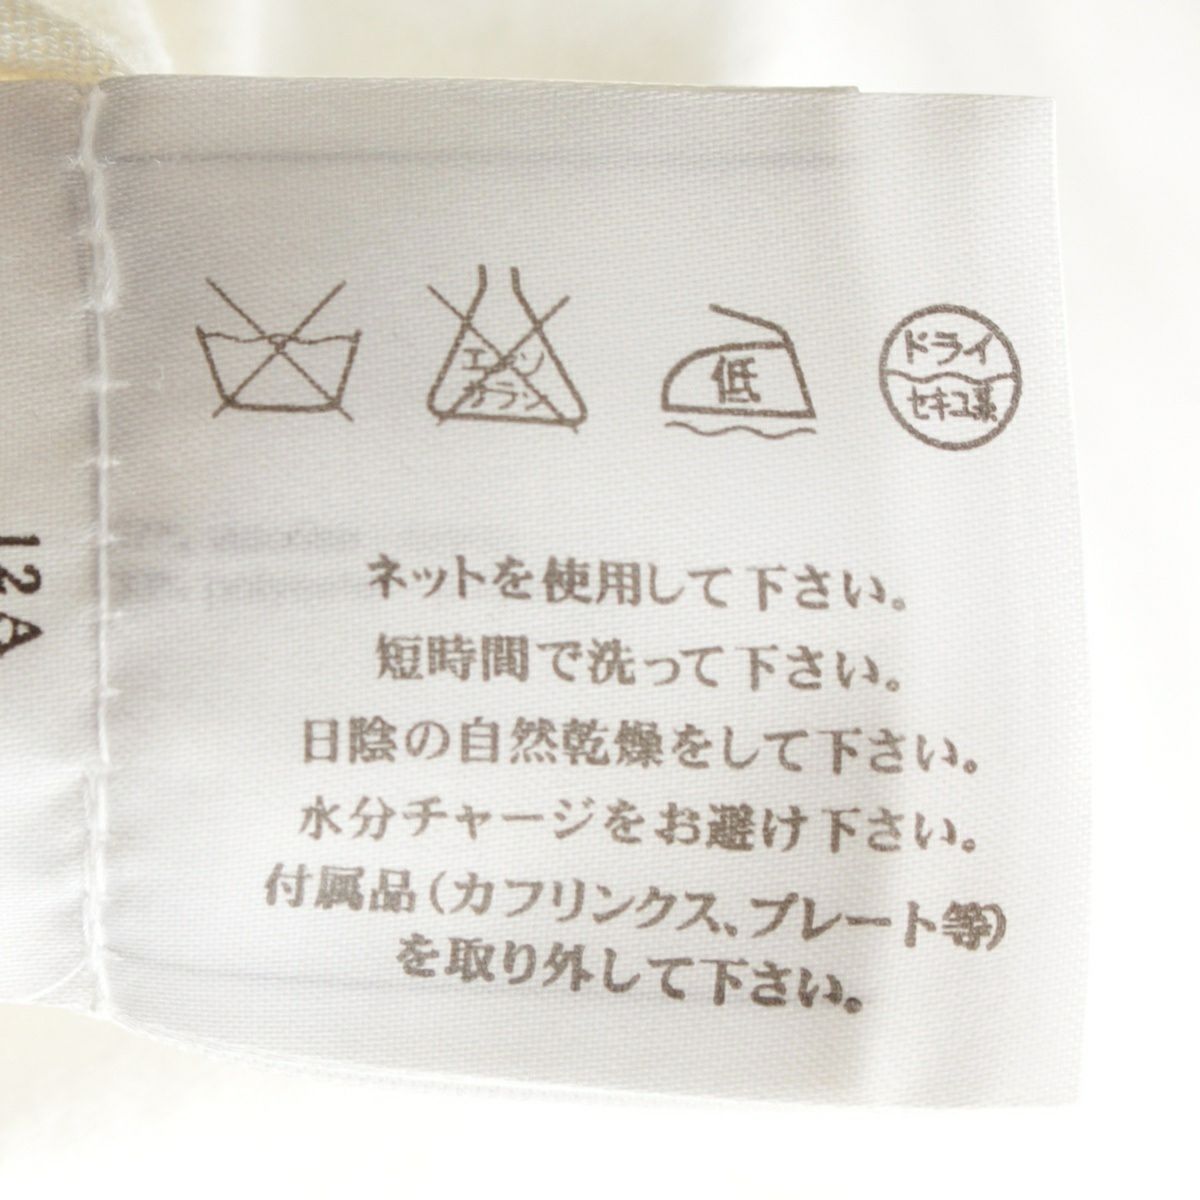 エンソ
カラン
低
ドライ
セキユ系
12A
ネットを使用して下さい。
短時間で洗って下さい。
日陰の自然乾燥をして下さい。
水分チャージをお避け下さい。
付属品(カフリンクス、プレート等)
を取り外して下さい。